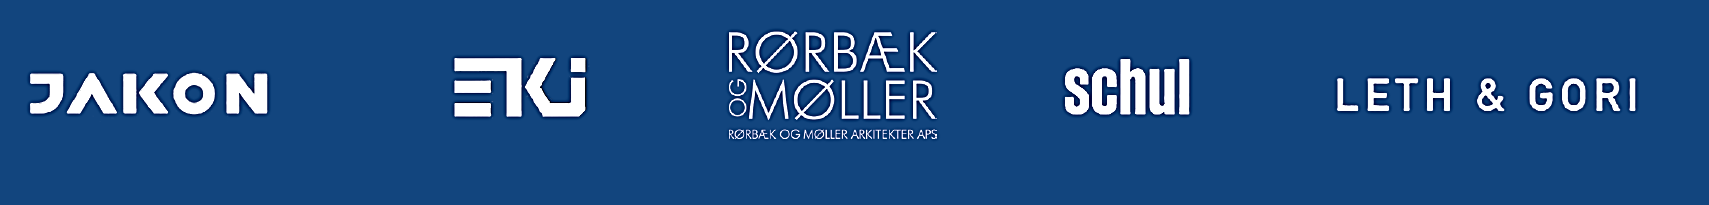 JAKON
EKJ
RØRBÆK
OG MØLLER
RØRBÆK OG MØLLER ARKITEKTER APS
schul
LETH & GORI